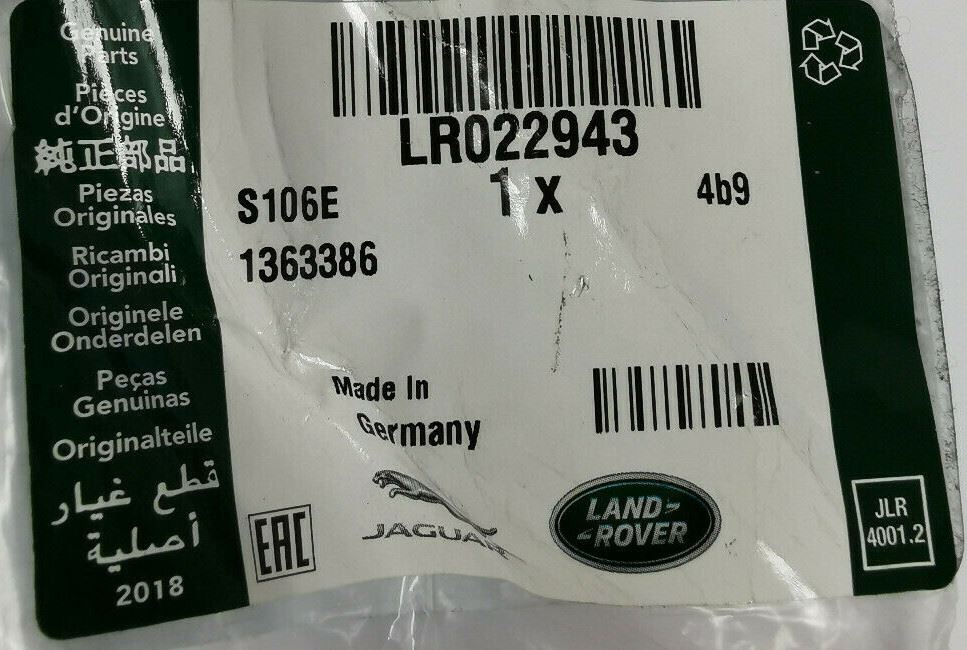 Genuine
Parts
Pièces
d'Origine
純正部品
Piezas
Originales
Ricambi
Originali
Originele
Onderdelen
Peças
Genuinas
Originalteile
قطع غيار
أصلية
2018
LR022943
1 X
S106E
4b9
1363386
Made In
Germany
EAC
JAGUAR
LAND
ROVER
JLR
4001.2